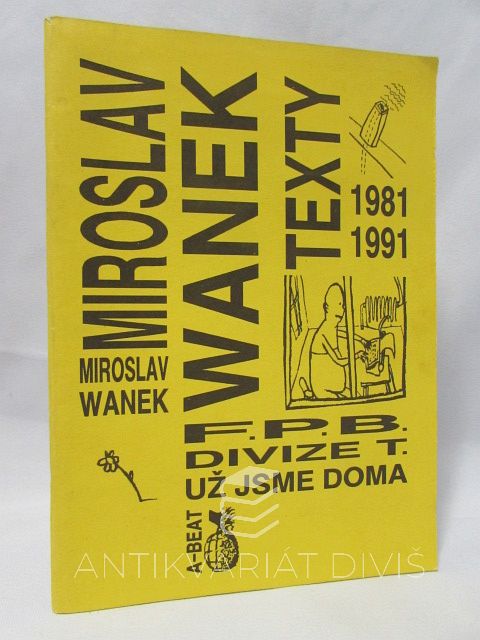 MIROSLAV
WANEK
TEXTY
1981
1991
MIROSLAV
WANEK
F.P.B.
DIVIZE T.
UŽ JSME DOMA
A-BEAT
ANTIKVARIÁT DIVIŠ